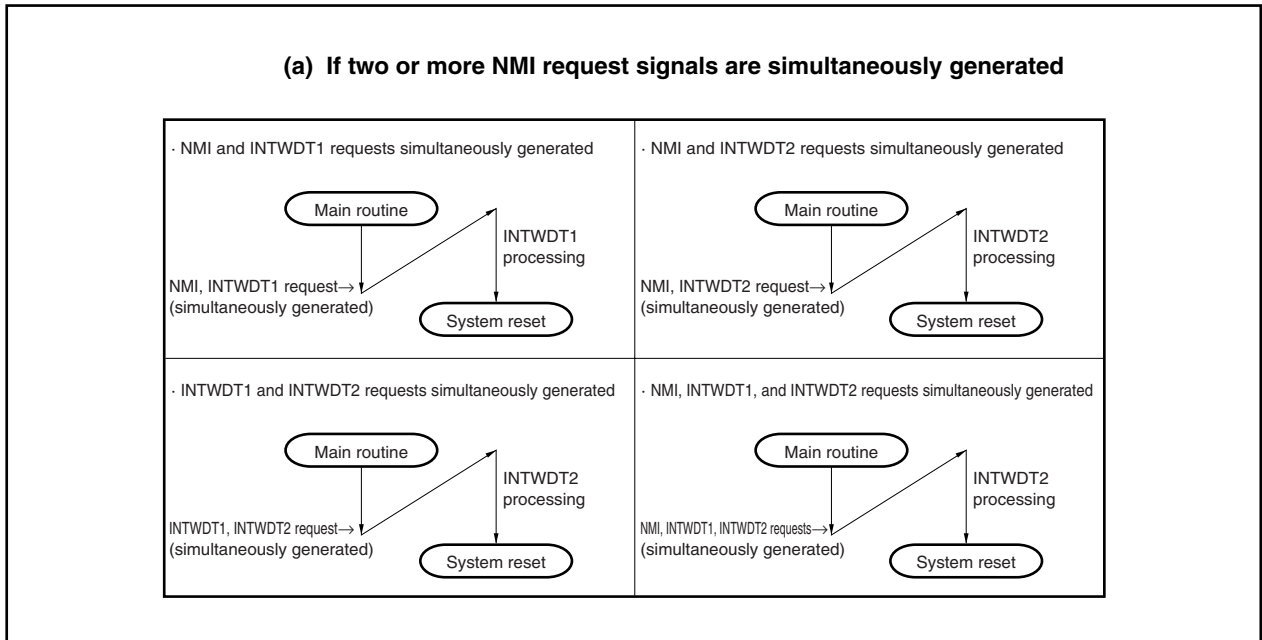 (a) If two or more NMI request signals are simultaneously generated
· NMI and INTWDT1 requests simultaneously generated
Main routine
INTWDT1
processing
NMI, INTWDT1 request→
(simultaneously generated)
System reset
· NMI and INTWDT2 requests simultaneously generated
Main routine
INTWDT2
processing
NMI, INTWDT2 request→
(simultaneously generated)
System reset
· INTWDT1 and INTWDT2 requests simultaneously generated
Main routine
INTWDT2
processing
INTWDT1, INTWDT2 request→
(simultaneously generated)
System reset
· NMI, INTWDT1, and INTWDT2 requests simultaneously generated
Main routine
INTWDT2
processing
NMI, INTWDT1, INTWDT2 requests→
(simultaneously generated)
System reset